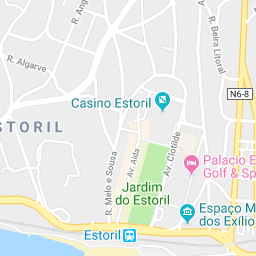 R. Algarve
R. An
R. Beira Litoral
N6-8
Casino Estoril
STORIL
R. Melo e Sousa
Av. Aida
Av. Clotilde
Palacio E
Golf & Sp
Jardim
do Estoril
Espaço M
dos Exílio
Estoril